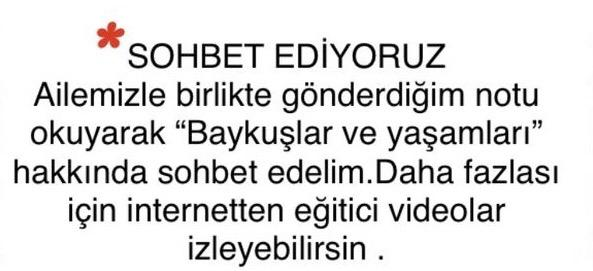 *SOHBET EDİYORUZ
Ailemizle birlikte gönderdiğim notu
okuyarak “Baykuşlar ve yaşamları”
hakkında sohbet edelim.Daha fazlası
için internetten eğitici videolar
izleyebilirsin .